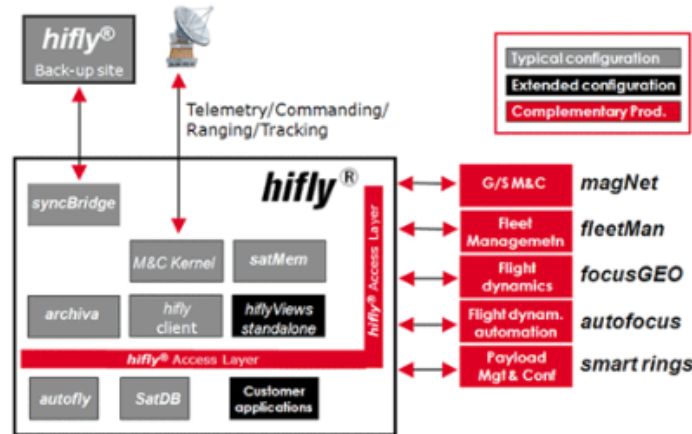 hifly®
Back-up site
Telemetry/Commanding/
Ranging/Tracking
Typical configuration
Extended configuration
Complementary Prod.
hifly®
syncBridge
M&C Kernel
satMem
archiva
hifly
client
hiflyViews
standalone
hifly® Access Layer
hifly® Access Layer
autofly
SatDB
Customer
applications
G/S M&C
magNet
Fleet
Managemetn
fleetMan
Flight
dynamics
focusGEO
Flight dynam.
automation
autofocus
Payload
Mgt & Conf
smart rings